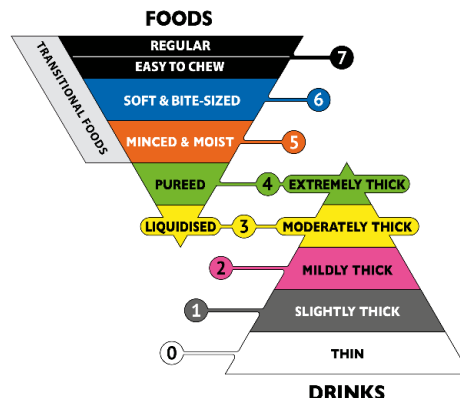 FOODS
REGULAR
7
EASY TO CHEW
TRANSITIONAL FOODS
SOFT & BITE-SIZED
6
MINCED & MOIST
5
PUREED
4
EXTREMELY THICK
LIQUIDISED
3
MODERATELY THICK
2
MILDLY THICK
1
SLIGHTLY THICK
0
THIN
DRINKS